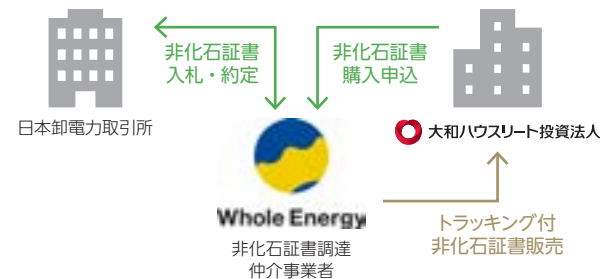 非化石証書
入札・約定
非化石証書
購入申込
日本卸電力取引所
大和ハウスリート投資法人
Whole Energy
非化石証書調達
仲介事業者
トラッキング付
非化石証書販売